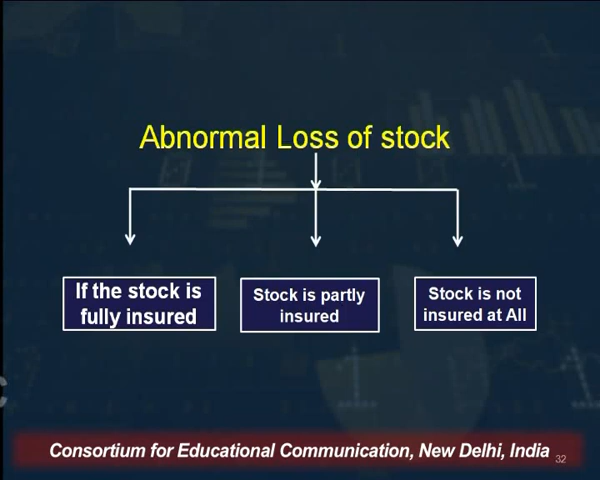 Abnormal Loss of stock
If the stock is
fully insured
Stock is partly
insured
Stock is not
insured at All
Consortium for Educational Communication, New Delhi, India
32